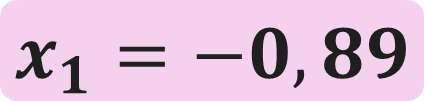 x₁ = −0,89